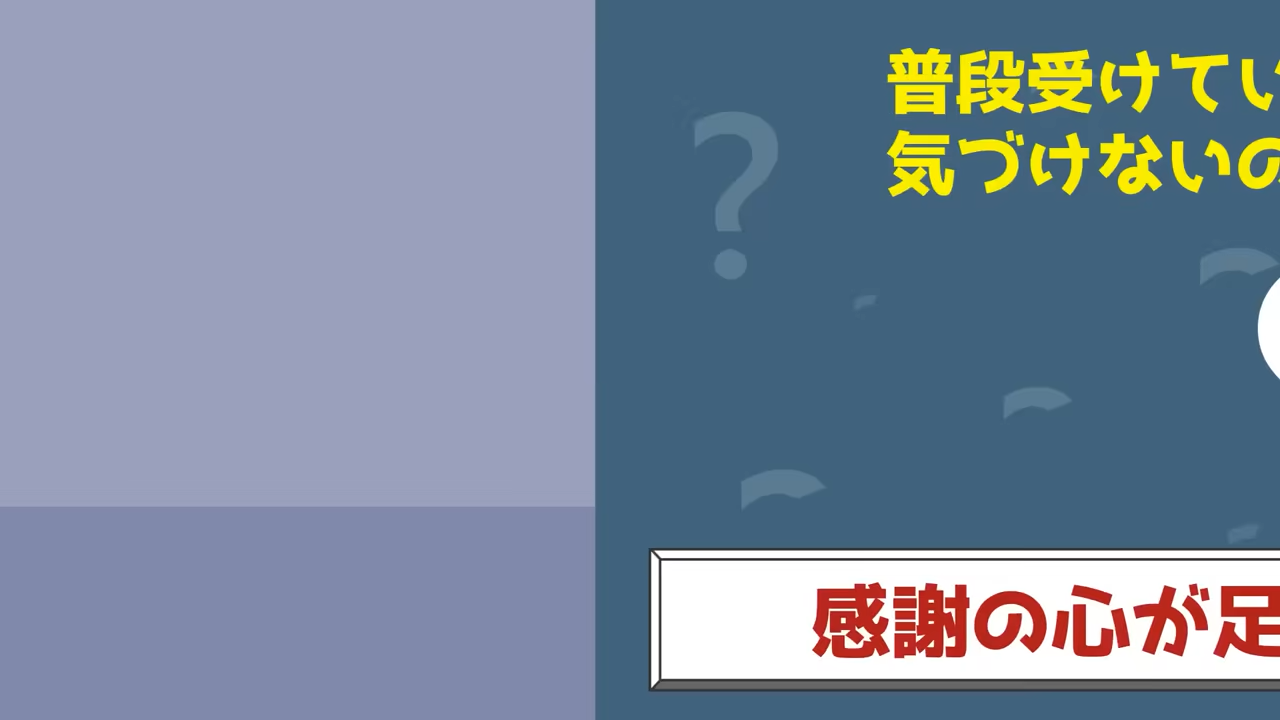 普段受けてい
気づけないの
感謝の心が足